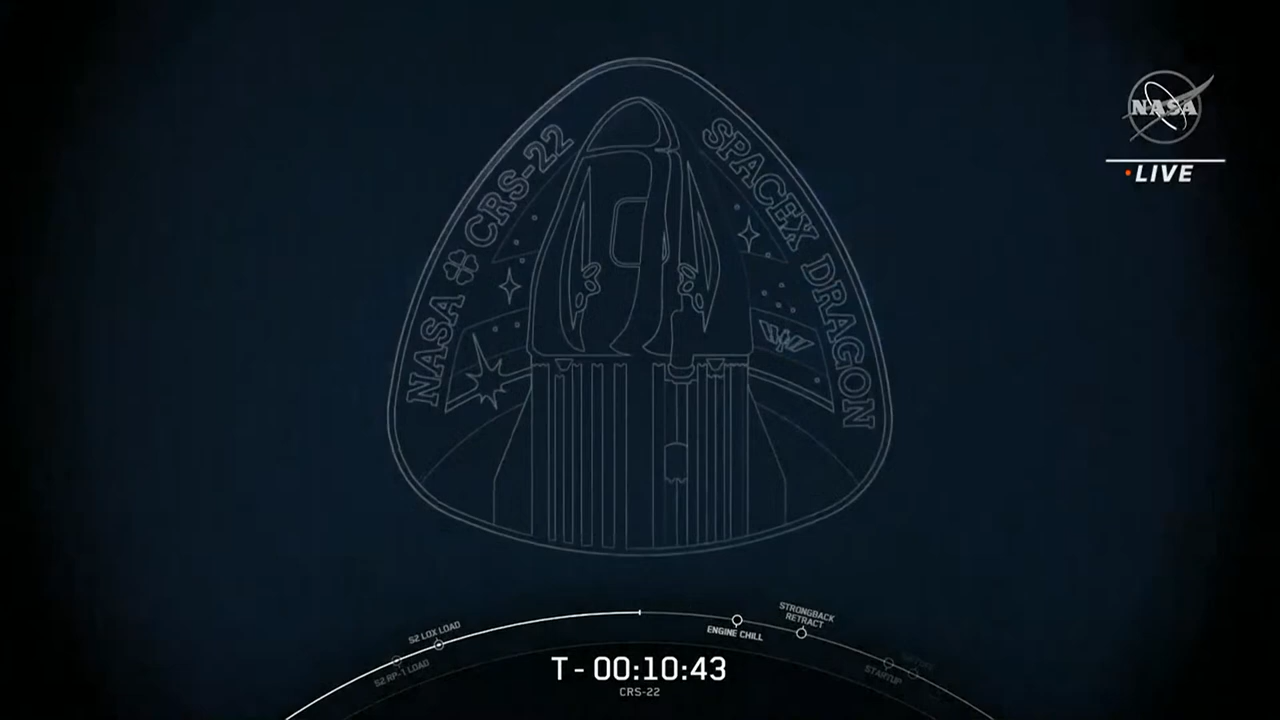 NASA CRS-22
SPACEX DRAGON
NASA
LIVE
S2 LOX LOAD
S2 RP-1 LOAD
ENGINE CHILL
STRONGBACK
RETRACT
STARTUP
T- 00:10:43
CRS-22